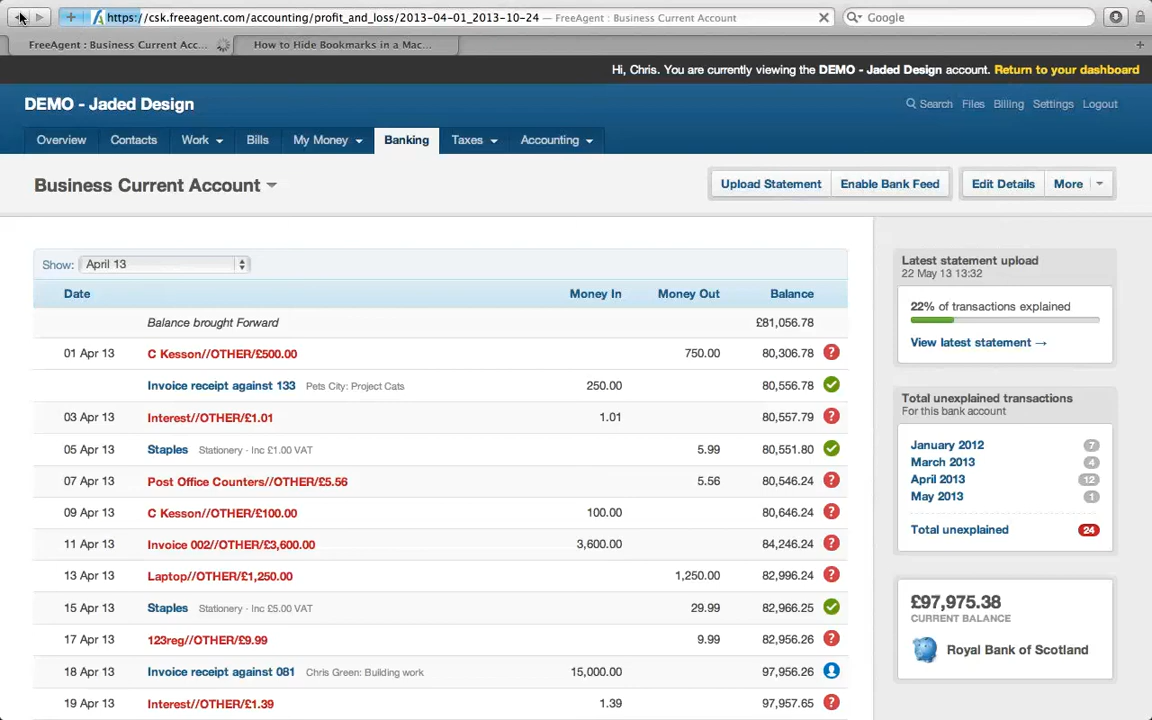 https://csk.freeagent.com/accounting/profit_and_loss/2013-04-01_2013-10-24 — FreeAgent : Business Current Account
Google
FreeAgent : Business Current Acc...
How to Hide Bookmarks in a Mac...
Hi, Chris. You are currently viewing the DEMO - Jaded Design account. Return to your dashboard
DEMO - Jaded Design
Search Files Billing Settings Logout
Overview Contacts Work Bills My Money Banking Taxes Accounting
Business Current Account
Upload Statement Enable Bank Feed Edit Details More
Show: April 13
Date Money In Money Out Balance
Balance brought Forward £81,056.78
01 Apr 13 C Kesson//OTHER/£500.00 750.00 80,306.78 ?
Invoice receipt against 133 Pets City: Project Cats 250.00 80,556.78
03 Apr 13 Interest//OTHER/£1.01 1.01 80,557.79 ?
05 Apr 13 Staples Stationery · Inc £1.00 VAT 5.99 80,551.80
07 Apr 13 Post Office Counters//OTHER/£5.56 5.56 80,546.24 ?
09 Apr 13 C Kesson//OTHER/£100.00 100.00 80,646.24 ?
11 Apr 13 Invoice 002//OTHER/£3,600.00 3,600.00 84,246.24 ?
13 Apr 13 Laptop//OTHER/£1,250.00 1,250.00 82,996.24 ?
15 Apr 13 Staples Stationery · Inc £5.00 VAT 29.99 82,966.25
17 Apr 13 123reg//OTHER/£9.99 9.99 82,956.26 ?
18 Apr 13 Invoice receipt against 081 Chris Green: Building work 15,000.00 97,956.26
19 Apr 13 Interest//OTHER/£1.39 1.39 97,957.65 ?
Latest statement upload
22 May 13 13:32
22% of transactions explained
View latest statement →
Total unexplained transactions
For this bank account
January 2012 7
March 2013 4
April 2013 12
May 2013 1
Total unexplained 24
£97,975.38
CURRENT BALANCE
Royal Bank of Scotland